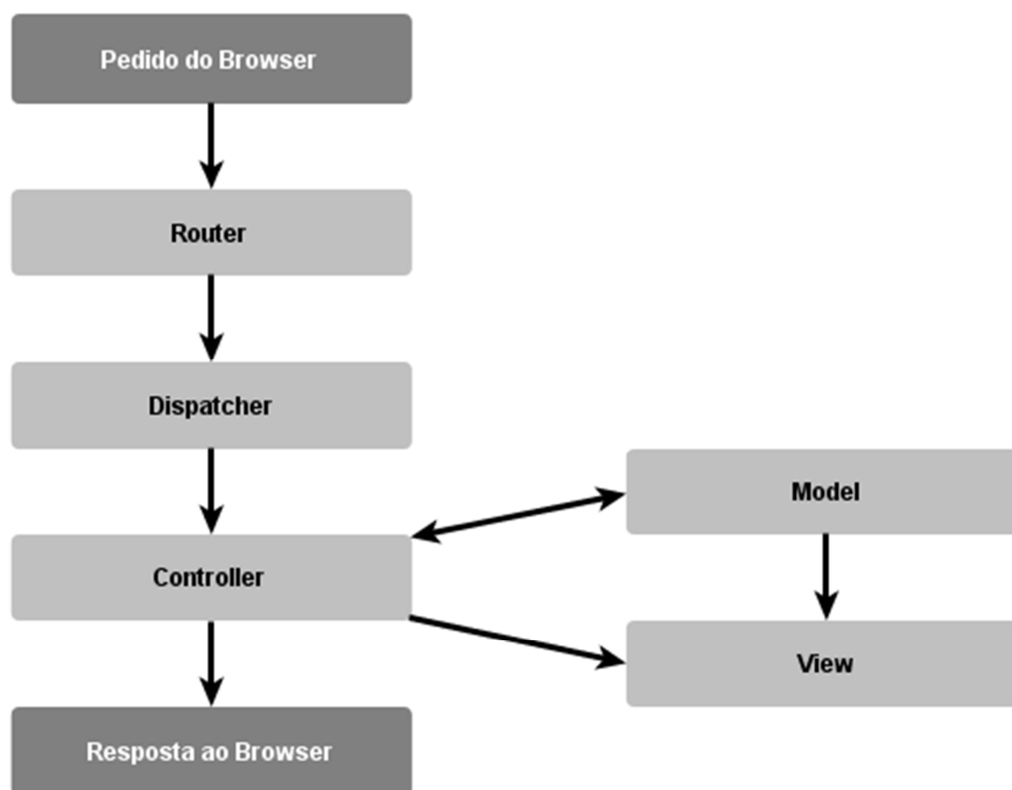 Pedido do Browser
Router
Dispatcher
Model
Controller
View
Resposta ao Browser